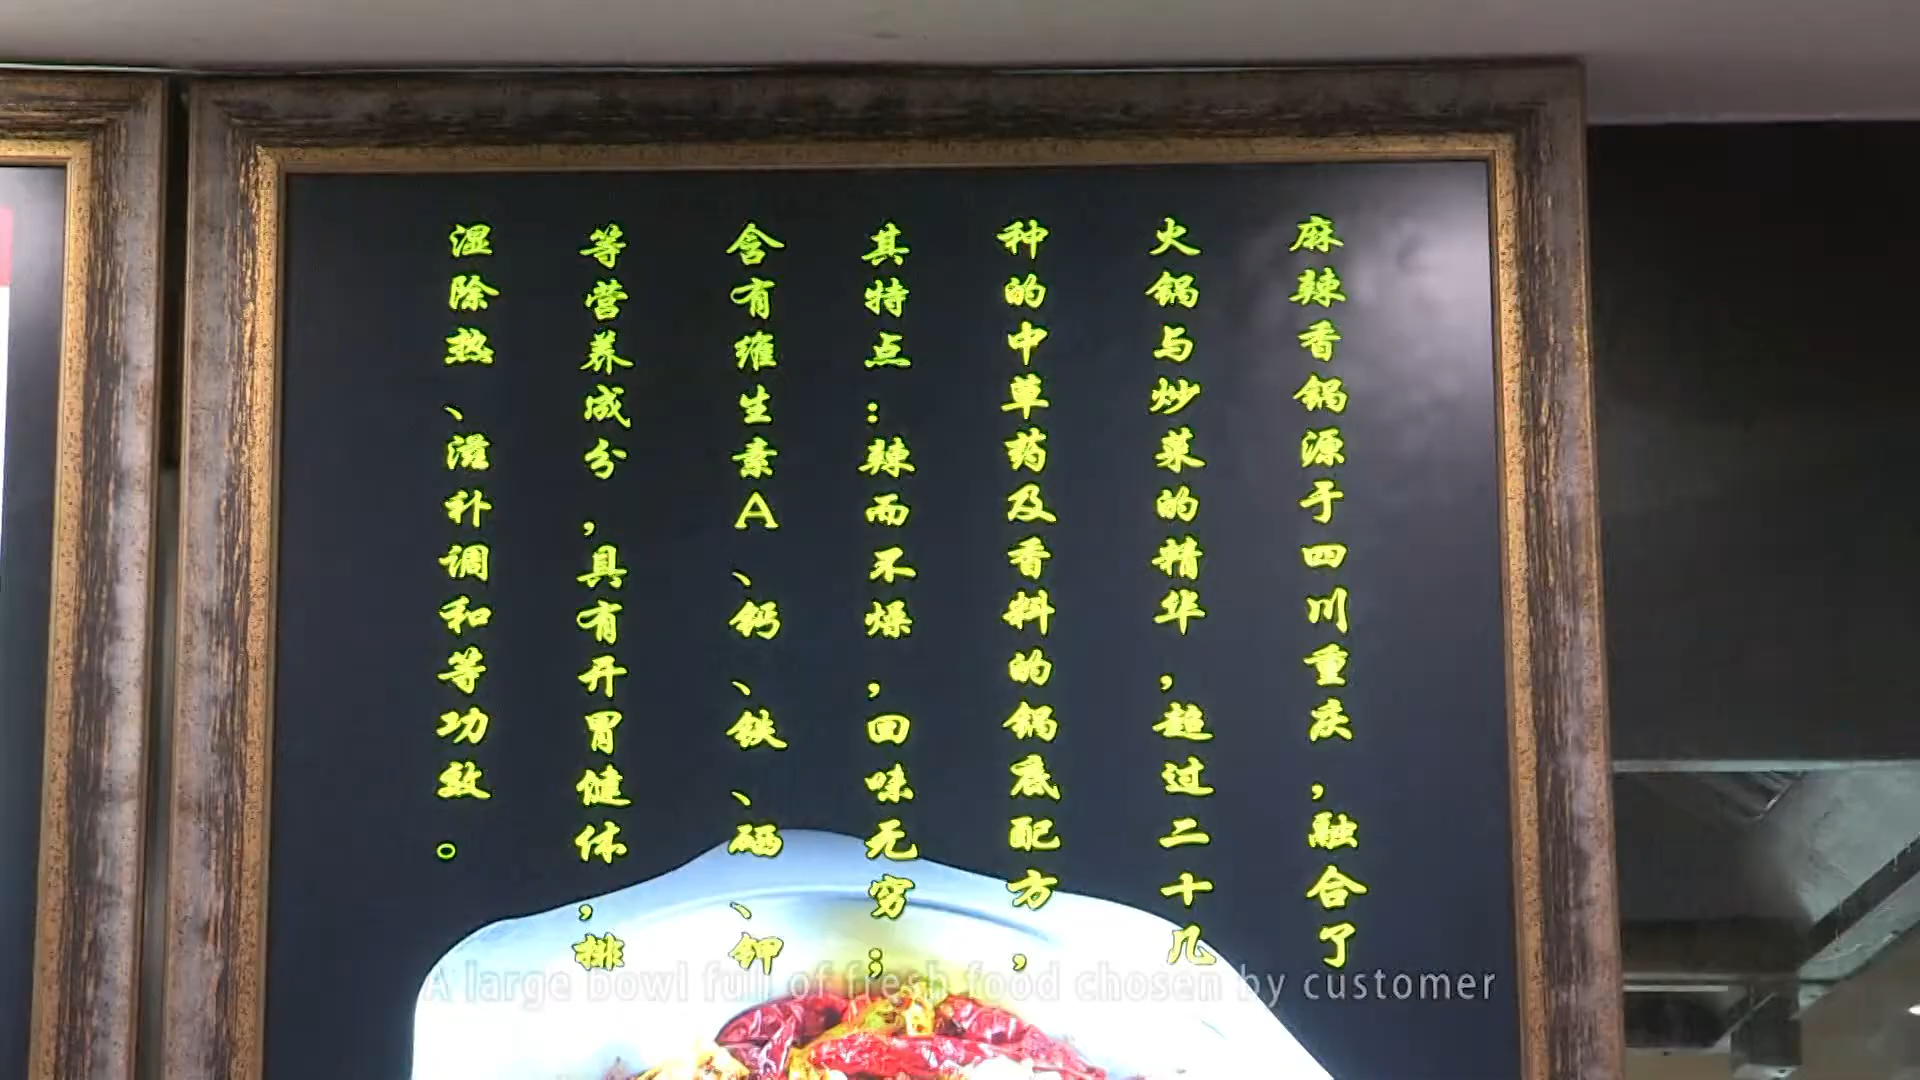 麻辣香锅源于四川重庆，融合了
火锅与炒菜的精华，超过二十几
种的中草药及香料的锅底配方，
其特点：辣而不燥，回味无穷；
含有维生素A、钙、铁、硒、钾
等营养成分，具有开胃健体，排
湿除热、滋补调和等功效。
A large bowl full of fresh food chosen by customer